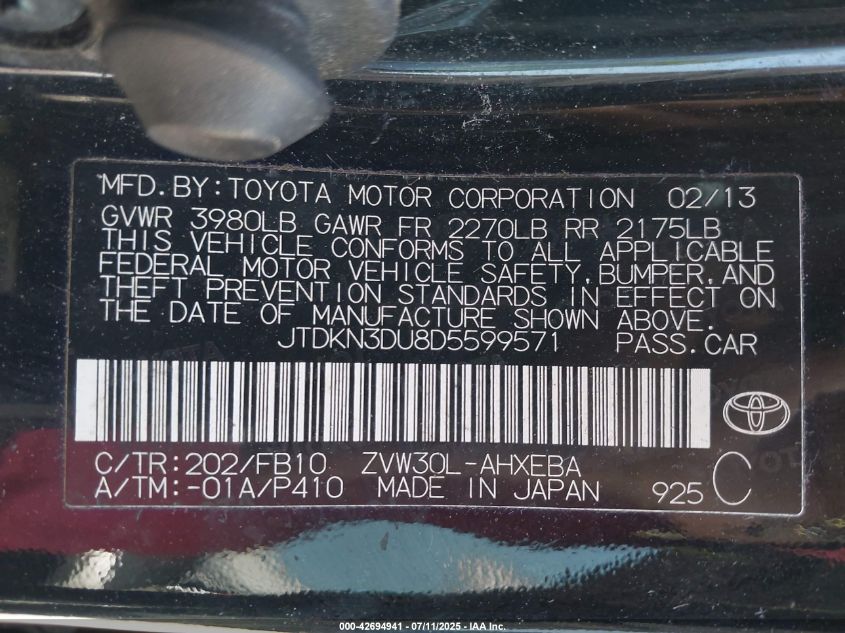 MFD.BY:TOYOTA MOTOR CORPORATION 02/13
GVWR 3980LB GAWR FR 2270LB RR 2175LB
THIS VEHICLE CONFORMS TO ALL APPLICABLE
FEDERAL MOTOR VEHICLE SAFETY,BUMPER,AND
THEFT PREVENTION STANDARDS IN EFFECT ON
THE DATE OF MANUFACTURE SHOWN ABOVE.
JTDKN3DU8D5599571 PASS.CAR
C/TR:202/FB10 ZVW30L-AHXEBA
A/TM:-01A/P410 MADE IN JAPAN 925 C
000-42694941 - 07/11/2025 - IAA Inc.